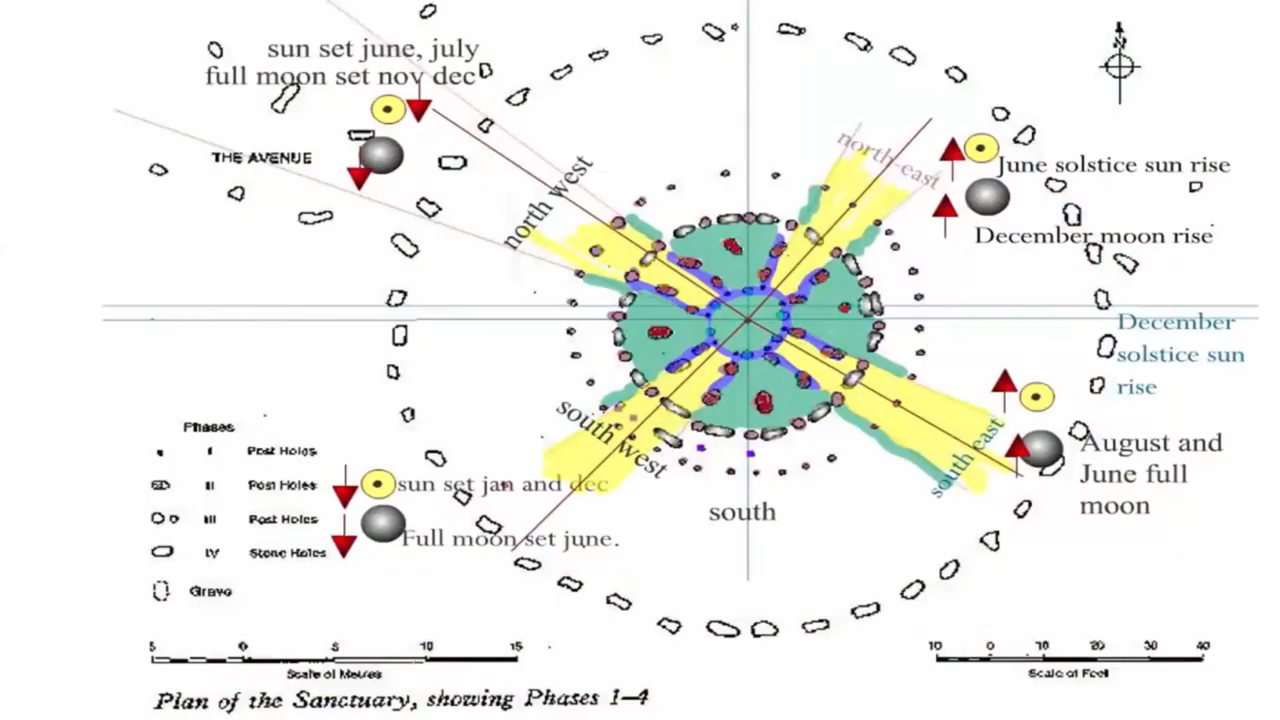 sun set june, july
full moon set nov dec
N
THE AVENUE
north west
north-east
June solstice sun rise
December moon rise
December
solstice sun
rise
south west
south east
August and
June full
moon
south
Phases
I Post Holes
II Post Holes
III Post Holes
IV Stone Holes
Grave
sun set jan and dec
Full moon set june.
5 0 5 10 15
Scale of Metres
10 0 10 20 30 40
Scale of Feet
Plan of the Sanctuary, showing Phases 1–4